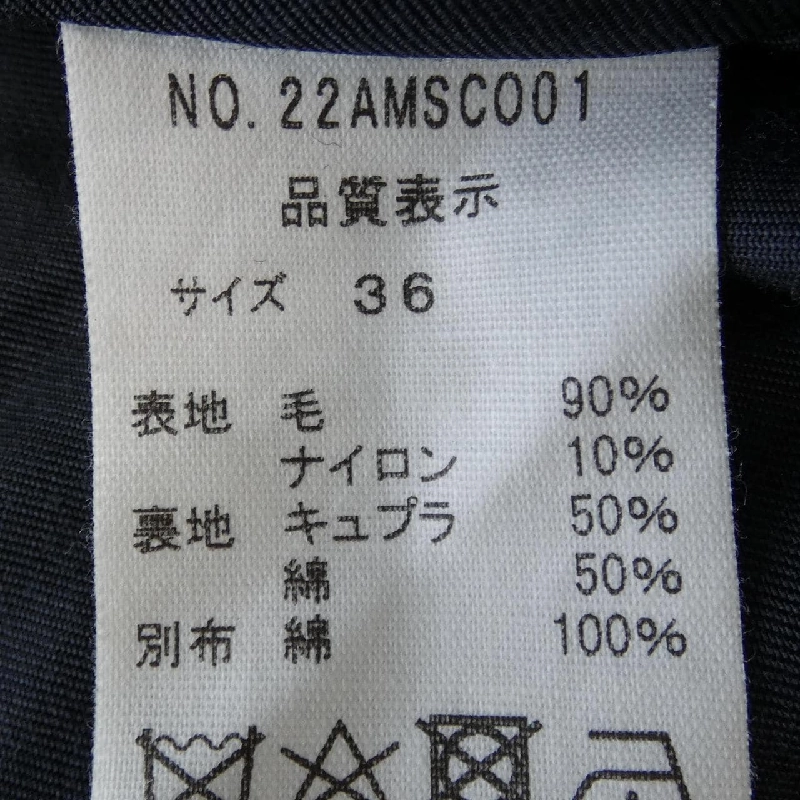 NO. 22AMSCO01
品質表示
サイズ 36
表地 毛 90%
ナイロン 10%
裏地 キュプラ 50%
綿 50%
別布 綿 100%